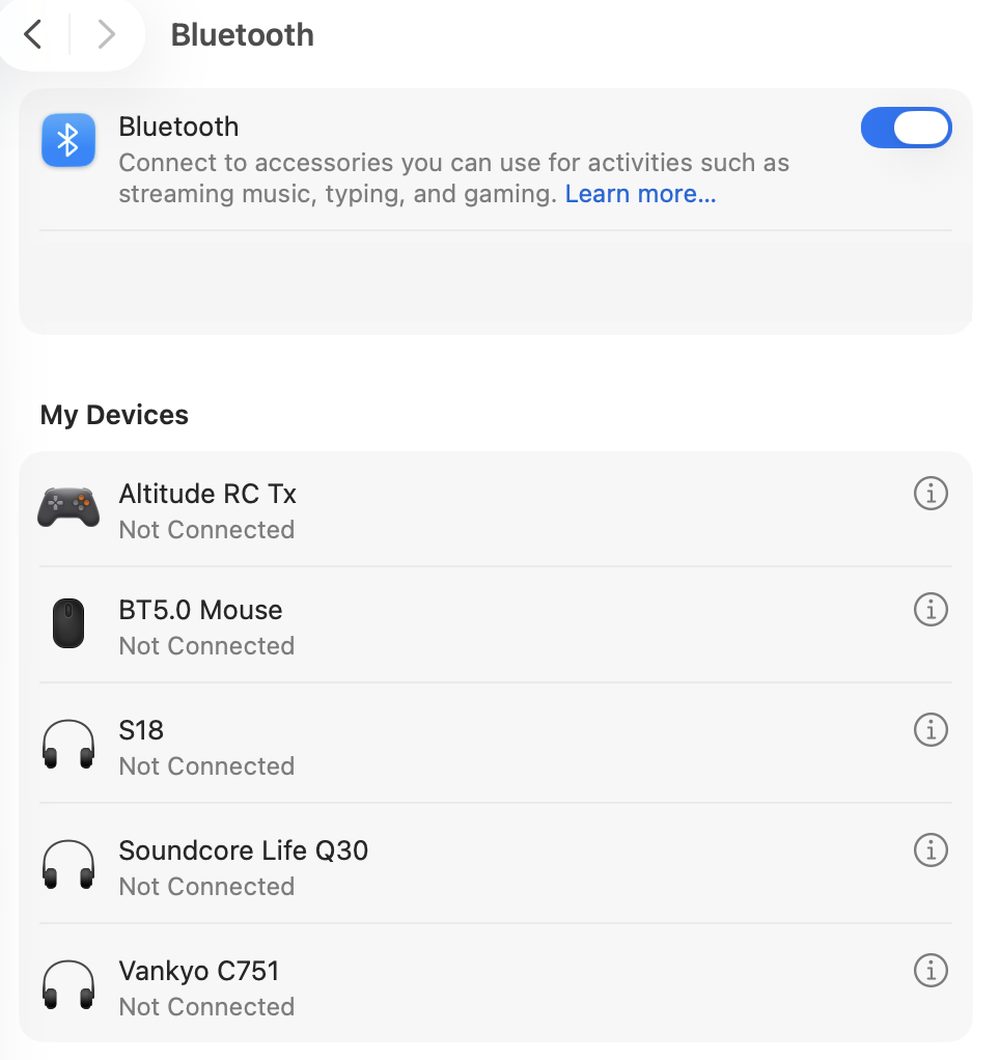 Bluetooth
Bluetooth
Connect to accessories you can use for activities such as
streaming music, typing, and gaming. Learn more...
My Devices
Altitude RC Tx
Not Connected
BT5.0 Mouse
Not Connected
S18
Not Connected
Soundcore Life Q30
Not Connected
Vankyo C751
Not Connected